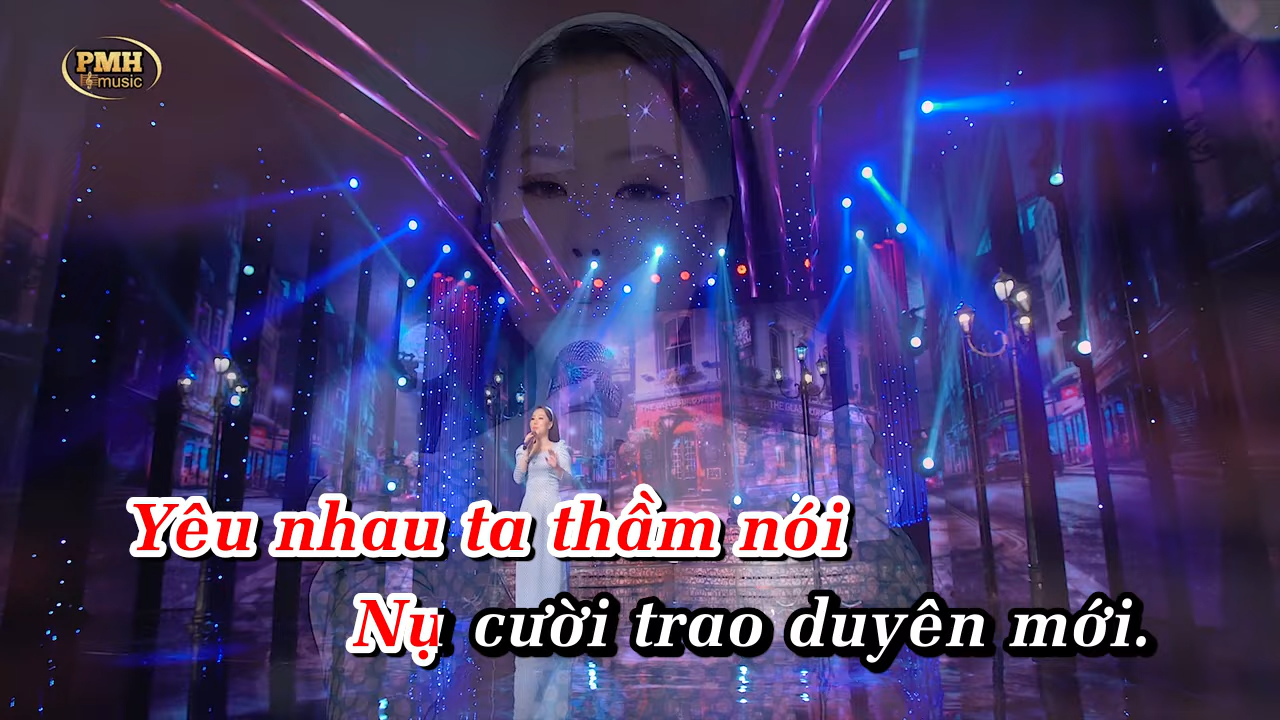 PMH
music
Yêu nhau ta thầm nói
Nụ cười trao duyên mới.